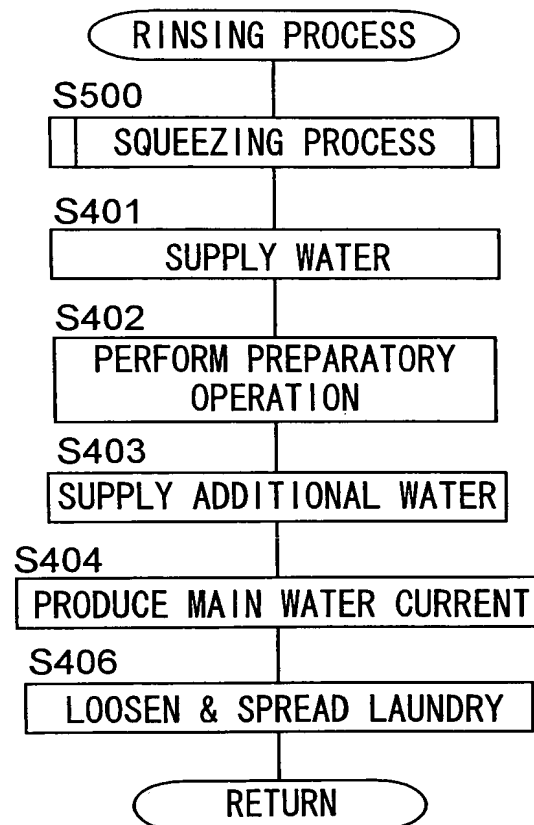 RINSING PROCESS
S500
SQUEEZING PROCESS
S401
SUPPLY WATER
S402
PERFORM PREPARATORY
OPERATION
S403
SUPPLY ADDITIONAL WATER
S404
PRODUCE MAIN WATER CURRENT
S406
LOOSEN & SPREAD LAUNDRY
RETURN